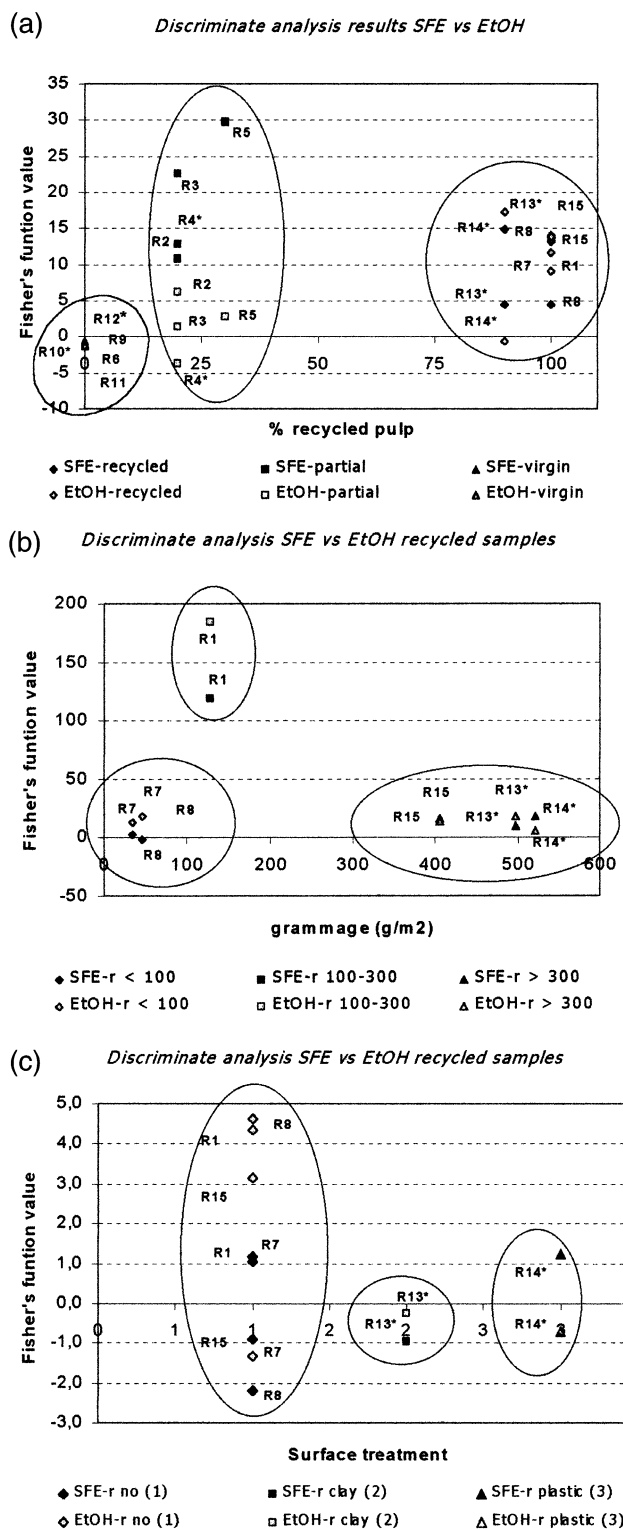 (a) Discriminate analysis results SFE vs EtOH
Fisher's funtion value
35
30
25
20
15
10
5
0
-5
-10
0 25 50 75 100
R5
R3
R4*
R2
R2
R3
R5
R4*
R12*
R10* R9
R6
R11
R13* R15
R14* R8
R15
R7 R1
R13* R8
R14*
% recycled pulp
SFE-recycled SFE-partial SFE-virgin
EtOH-recycled EtOH-partial EtOH-virgin
(b) Discriminate analysis SFE vs EtOH recycled samples
Fisher's funtion value
200
150
100
50
0
-50
0 100 200 300 400 500 600
R1
R1
R7
R7 R8
R8
R15 R13*
R15 R13* R14*
R14*
grammage (g/m2)
SFE-r < 100 SFE-r 100-300 SFE-r > 300
EtOH-r < 100 EtOH-r 100-300 EtOH-r > 300
(c) Discriminate analysis SFE vs EtOH recycled samples
Fisher's funtion value
5,0
4,0
3,0
2,0
1,0
0,0
-1,0
-2,0
-3,0
0 1 1 2 2 3 3
R8
R1
R15
R1 R7
R15
R7
R8
R13*
R13*
R14*
R14*
Surface treatment
SFE-r no (1) SFE-r clay (2) SFE-r plastic (3)
EtOH-r no (1) EtOH-r clay (2) EtOH-r plastic (3)